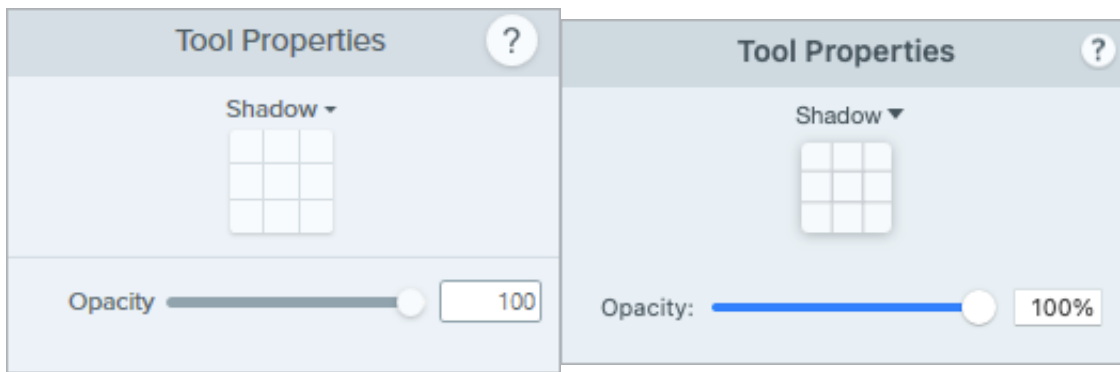 Tool Properties ?
Shadow
Opacity 100
Tool Properties ?
Shadow
Opacity: 100%